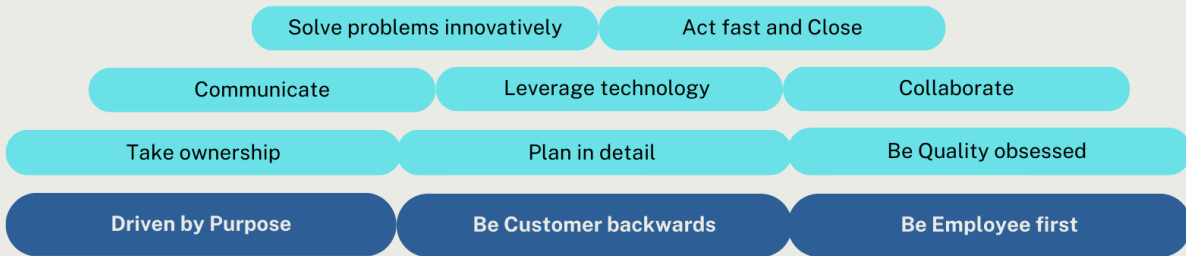 Solve problems innovatively
Act fast and Close
Communicate
Leverage technology
Collaborate
Take ownership
Plan in detail
Be Quality obsessed
Driven by Purpose
Be Customer backwards
Be Employee first